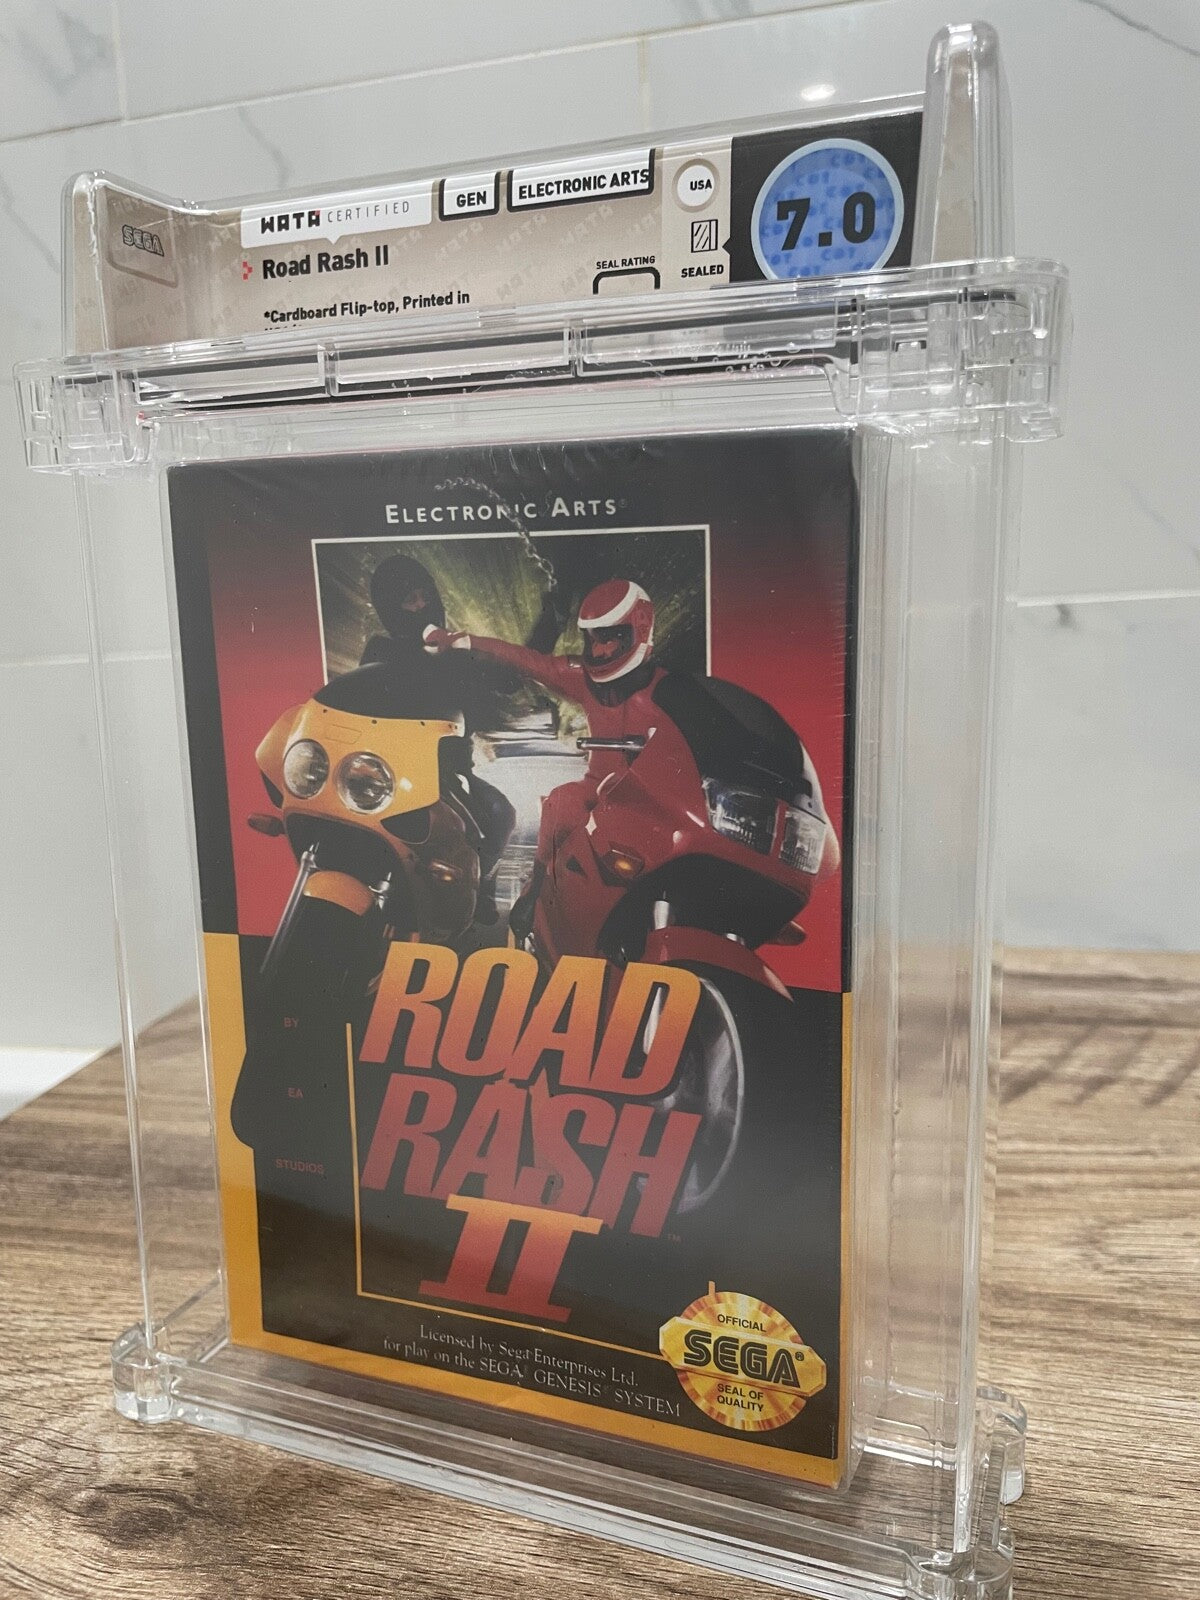 SEGA
WATA CERTIFIED
GEN
ELECTRONIC ARTS
USA
7.0
Road Rash II
SEAL RATING
SEALED
*Cardboard Flip-top, Printed in
ELECTRONIC ARTS®
BY
EA
STUDIOS
ROAD
RASH
II™
Licensed by Sega Enterprises Ltd.
for play on the SEGA® GENESIS® SYSTEM
OFFICIAL
SEGA®
SEAL OF
QUALITY